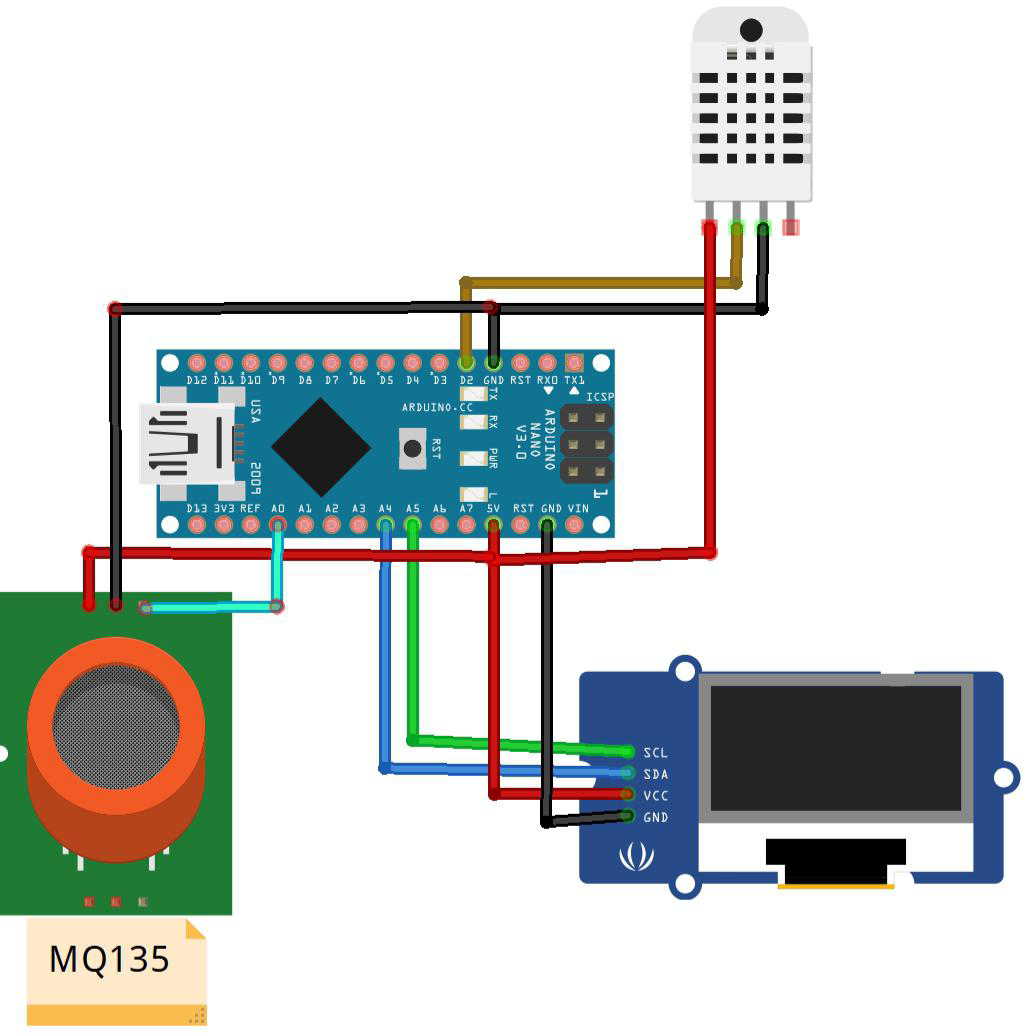 D12 D11 D10 D9 D8 D7 D6 D5 D4 D3 D2 GND RST RX0 TX1
ICSP
USA
ARDUINO.CC
TX
RX
RST
PWR
L
ARDUINO
NANO
V3.0
2009
1
D13 3V3 REF A0 A1 A2 A3 A4 A5 A6 A7 5V RST GND VIN
SCL
SDA
VCC
GND
MQ135